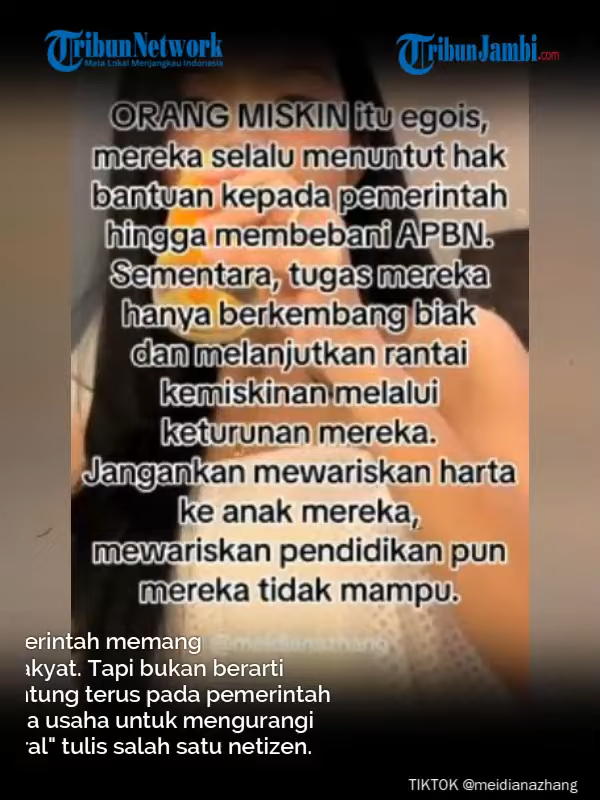 TribunNetwork
Mata Lokal Menjangkau Indonesia
TribunJambi.com
ORANG MISKIN itu egois,
mereka selalu menuntut hak
bantuan kepada pemerintah
hingga membebani APBN.
Sementara, tugas mereka
hanya berkembang biak
dan melanjutkan rantai
kemiskinan melalui
keturunan mereka.
Jangankan mewariskan harta
ke anak mereka,
mewariskan pendidikan pun
mereka tidak mampu.
@meidianazhang
erintah memang
akyat. Tapi bukan berarti
ntung terus pada pemerintah
a usaha untuk mengurangi
ral" tulis salah satu netizen.
TIKTOK @meidianazhang